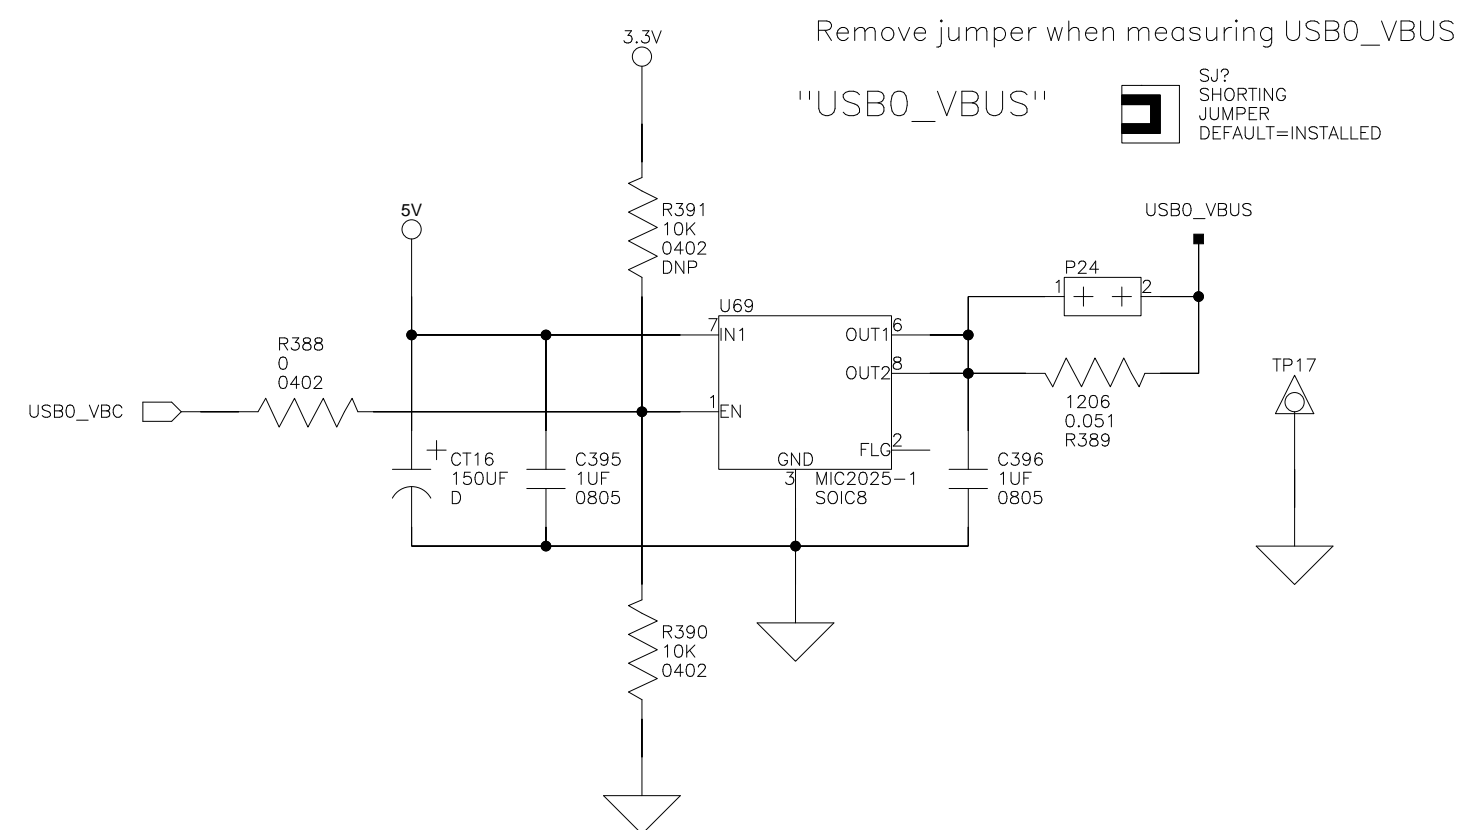 3.3V
Remove jumper when measuring USB0_VBUS
"USB0_VBUS"
SJ?
SHORTING
JUMPER
DEFAULT=INSTALLED
5V
R391
10K
0402
DNP
USB0_VBUS
P24
1
2
U69
7
IN1
OUT1
6
R388
0
0402
OUT2
8
TP17
USB0_VBC
1
EN
1206
0.051
R389
FLG
2
+
CT16
150UF
D
C395
1UF
0805
GND
3
MIC2025-1
SOIC8
C396
1UF
0805
R390
10K
0402